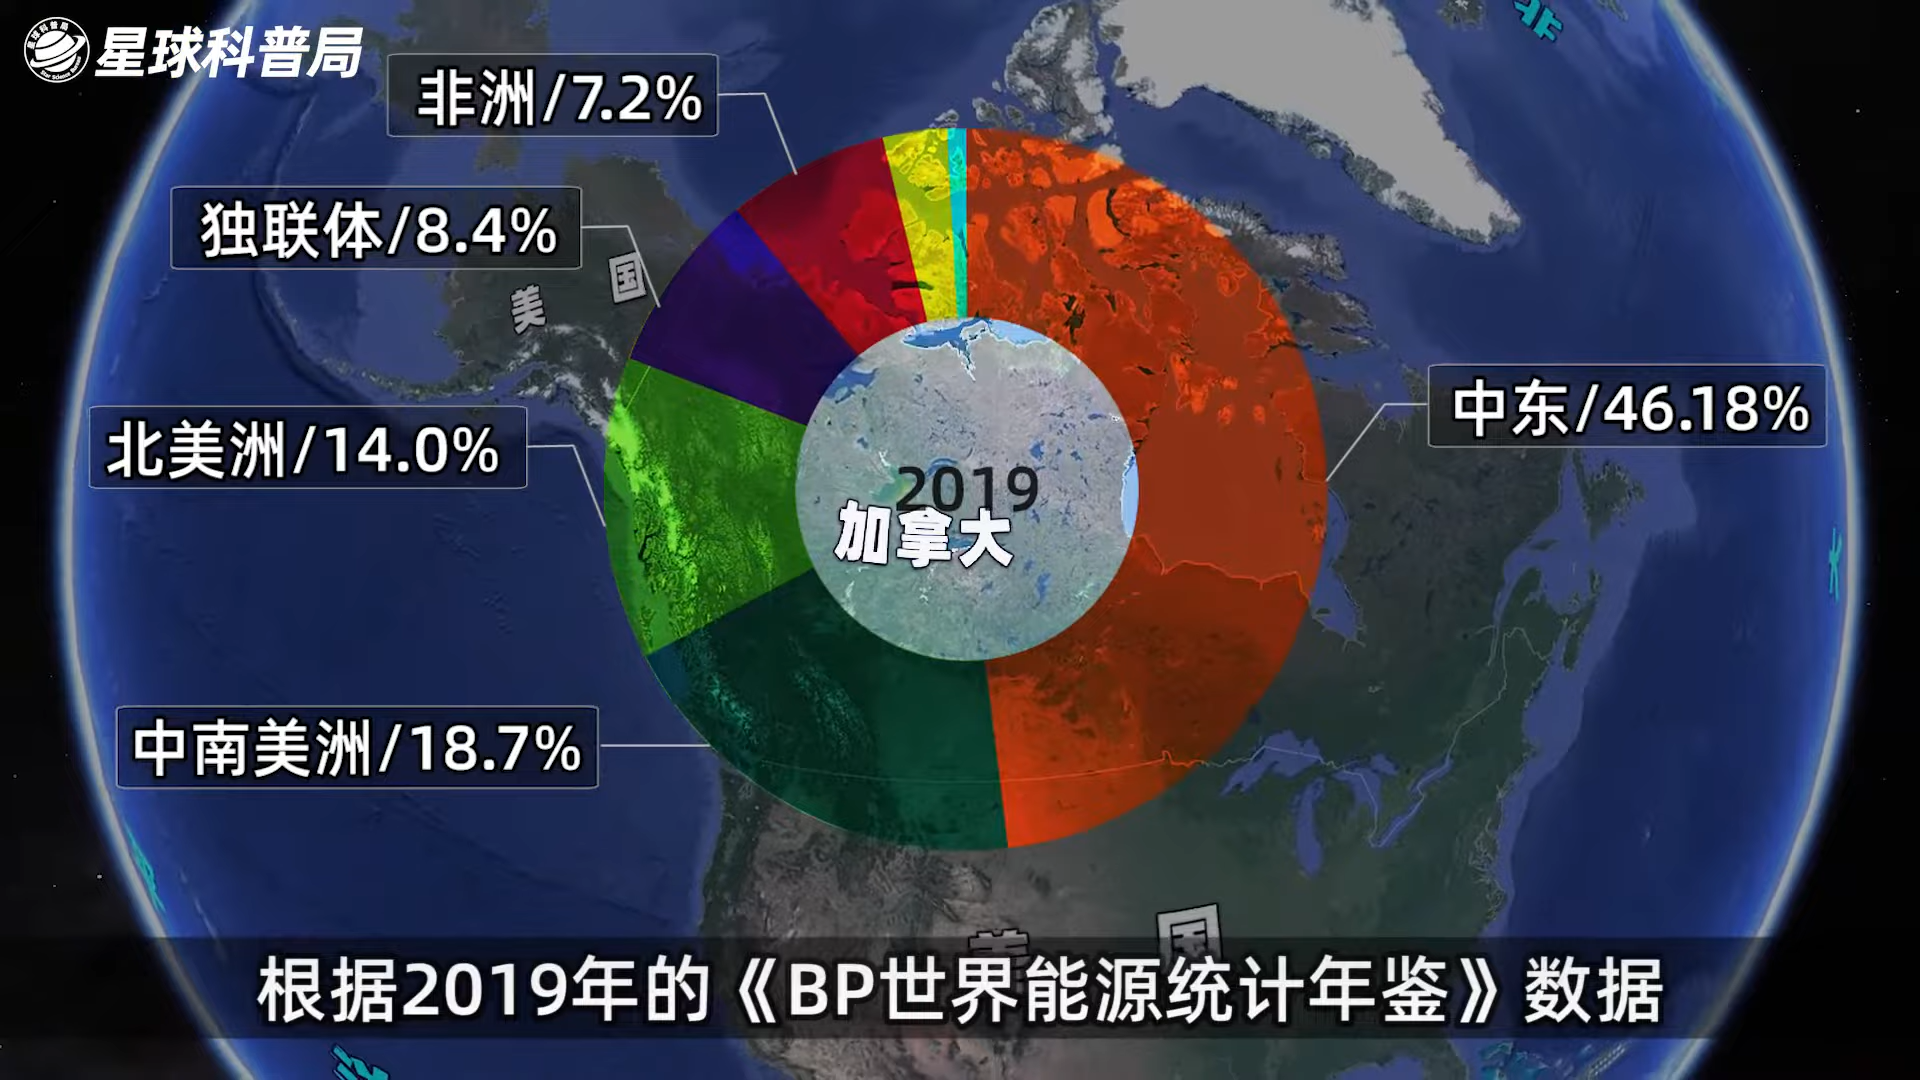 星球科普局
非洲/7.2%
独联体/8.4%
美国
北美洲/14.0%
中东/46.18%
2019
加拿大
中南美洲/18.7%
美国
根据2019年的《BP世界能源统计年鉴》数据